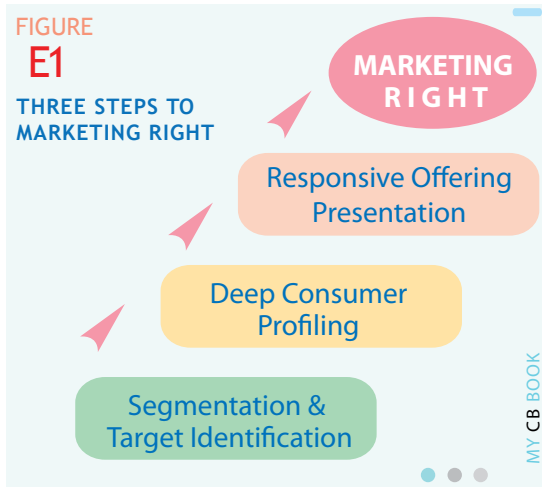 FIGURE
E1
THREE STEPS TO
MARKETING RIGHT
MARKETING
RIGHT
Responsive Offering
Presentation
Deep Consumer
Profiling
Segmentation &
Target Identification
MY CB BOOK